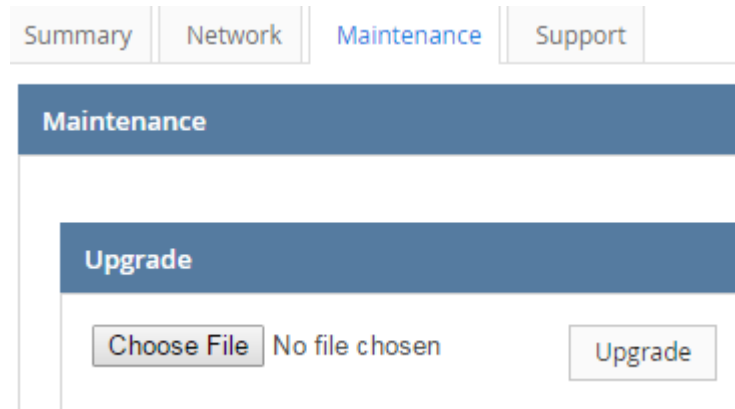 Summary Network Maintenance Support
Maintenance
Upgrade
Choose File No file chosen Upgrade